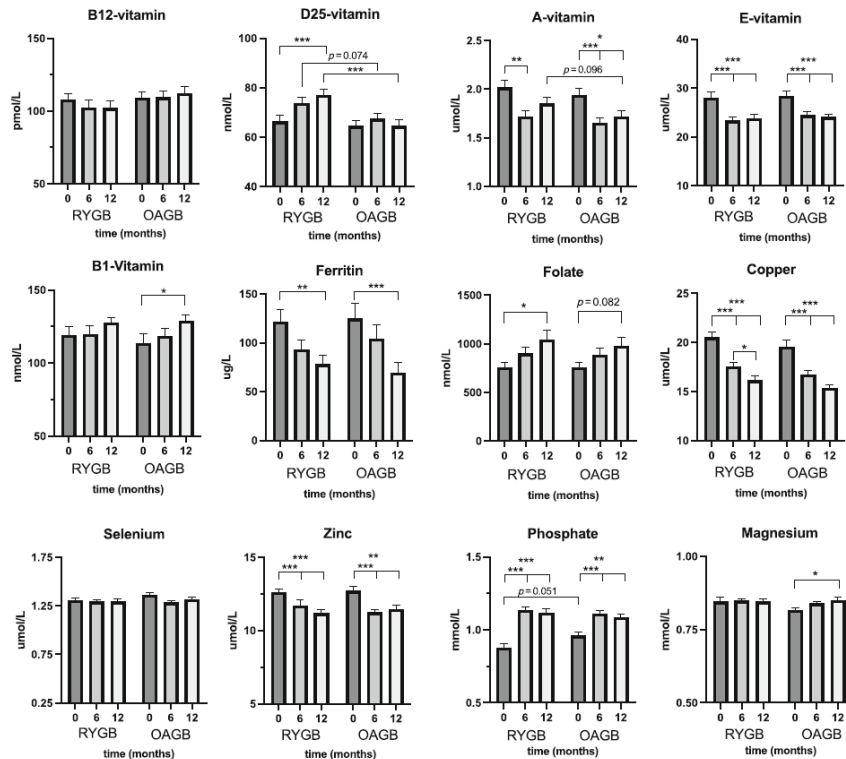 B12-vitamin
150
100
50
pmol/L
0 6 12 0 6 12
RYGB OAGB
time (months)
D25-vitamin
***
p = 0.074
***
100
80
60
40
nmol/L
0 6 12 0 6 12
RYGB OAGB
time (months)
A-vitamin
**
*
***
p = 0.096
2.5
2.0
1.5
1.0
umol/L
0 6 12 0 6 12
RYGB OAGB
time (months)
E-vitamin
*** ***
*** ***
40
30
20
10
umol/L
0 6 12 0 6 12
RYGB OAGB
time (months)
B1-Vitamin
*
150
100
50
nmol/L
0 6 12 0 6 12
RYGB OAGB
time (months)
Ferritin
** ***
150
100
50
0
ug/L
0 6 12 0 6 12
RYGB OAGB
time (months)
Folate
* p = 0.082
1500
1000
500
0
nmol/L
0 6 12 0 6 12
RYGB OAGB
time (months)
Copper
*** ***
*** ***
*
25
20
15
10
umol/L
0 6 12 0 6 12
RYGB OAGB
time (months)
Selenium
1.75
1.25
0.75
0.25
umol/L
0 6 12 0 6 12
RYGB OAGB
time (months)
Zinc
*** **
*** ***
15
10
5
umol/L
0 6 12 0 6 12
RYGB OAGB
time (months)
Phosphate
*** **
*** ***
p = 0.051
1.5
1.0
0.5
mmol/L
0 6 12 0 6 12
RYGB OAGB
time (months)
Magnesium
*
1.00
0.75
0.50
mmol/L
0 6 12 0 6 12
RYGB OAGB
time (months)